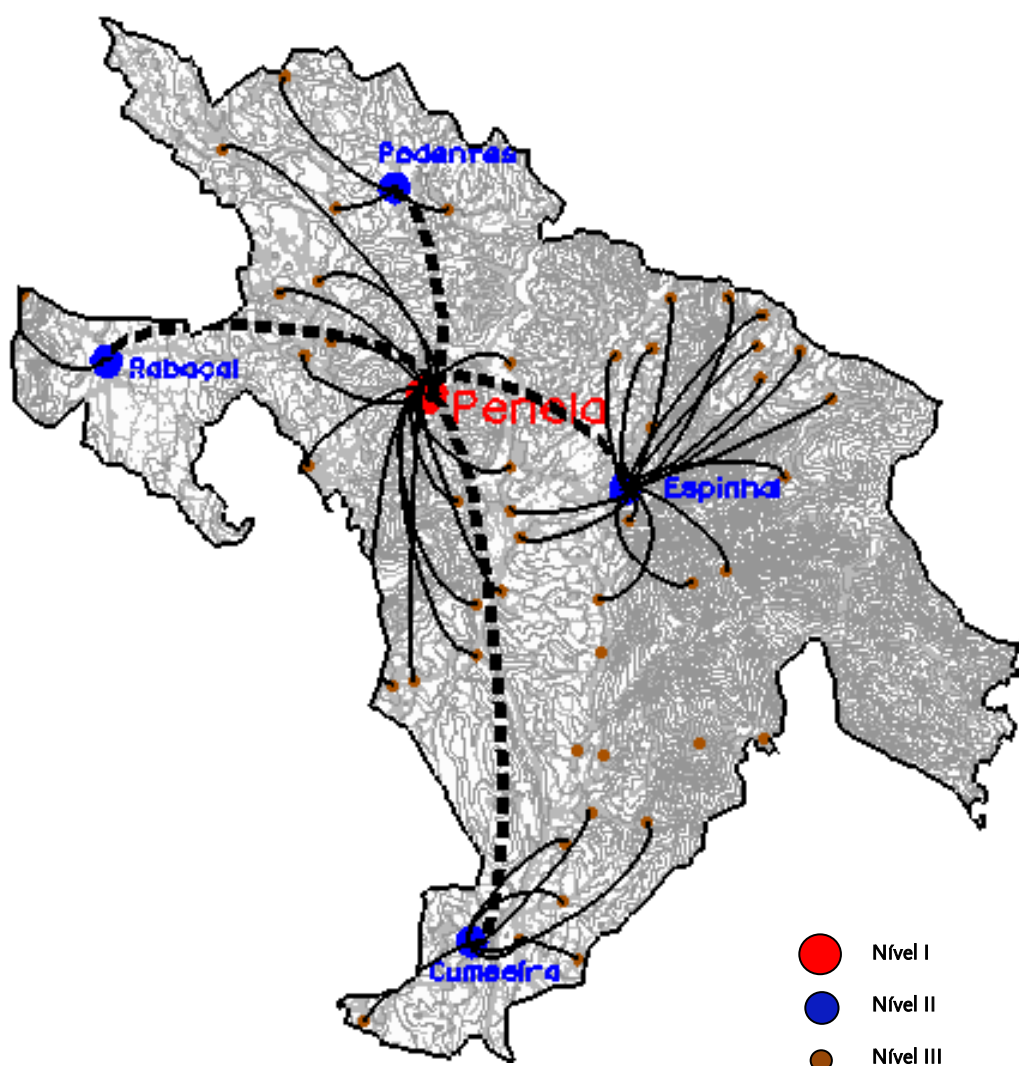 Podentes
Rabaçal
Penela
Espinhal
Cumeeira
Nível I
Nível II
Nível III